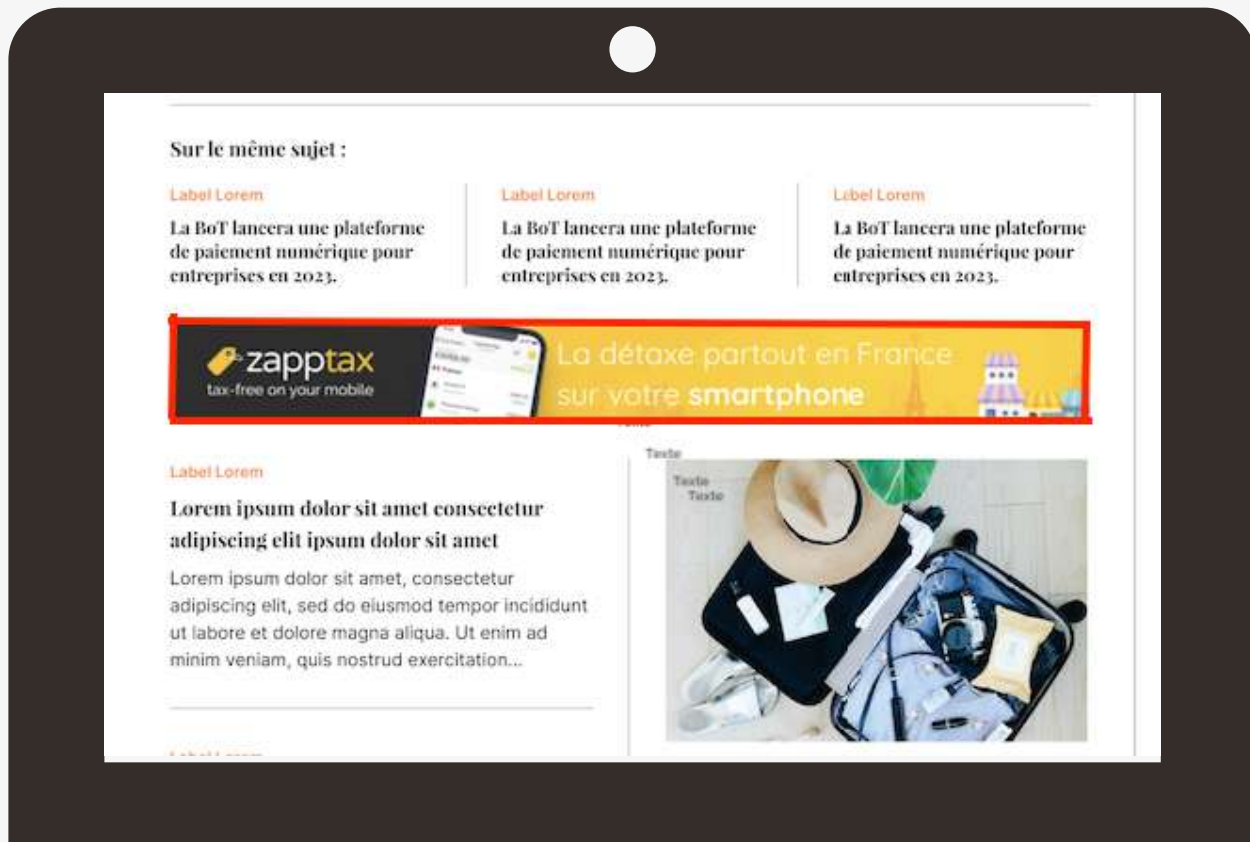 Sur le même sujet :
Label Lorem
La BoT lancera une plateforme
de paiement numérique pour
entreprises en 2023.
Label Lorem
La BoT lancera une plateforme
de paiement numérique pour
entreprises en 2023.
Label Lorem
La BoT lancera une plateforme
de paiement numérique pour
entreprises en 2023.
zapptax
tax-free on your mobile
La détaxe partout en France
sur votre smartphone
Label Lorem
Lorem ipsum dolor sit amet consectetur
adipiscing elit ipsum dolor sit amet
Lorem ipsum dolor sit amet, consectetur
adipiscing elit, sed do eiusmod tempor incididunt
ut labore et dolore magna aliqua. Ut enim ad
minim veniam, quis nostrud exercitation...
Texte
Texte
Texte